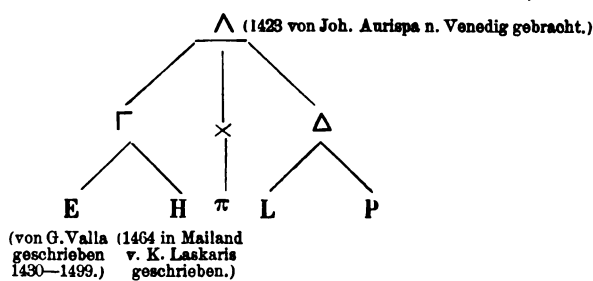 Λ (1423 von Joh. Aurispa n. Venedig gebracht.)
Γ × Δ
E H π L P
(von G. Valla (1464 in Mailand
geschrieben v. K. Laskaris
1430—1499.) geschrieben.)